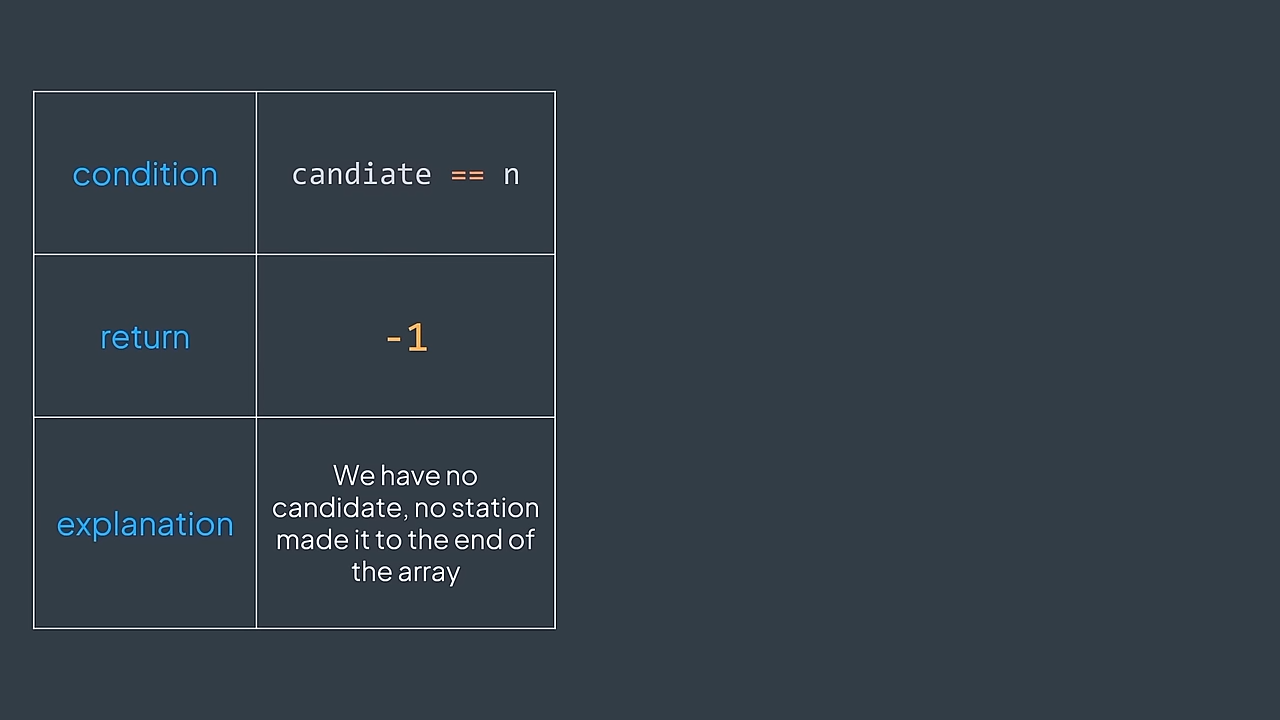 condition
candiate == n
return
-1
explanation
We have no
candidate, no station
made it to the end of
the array